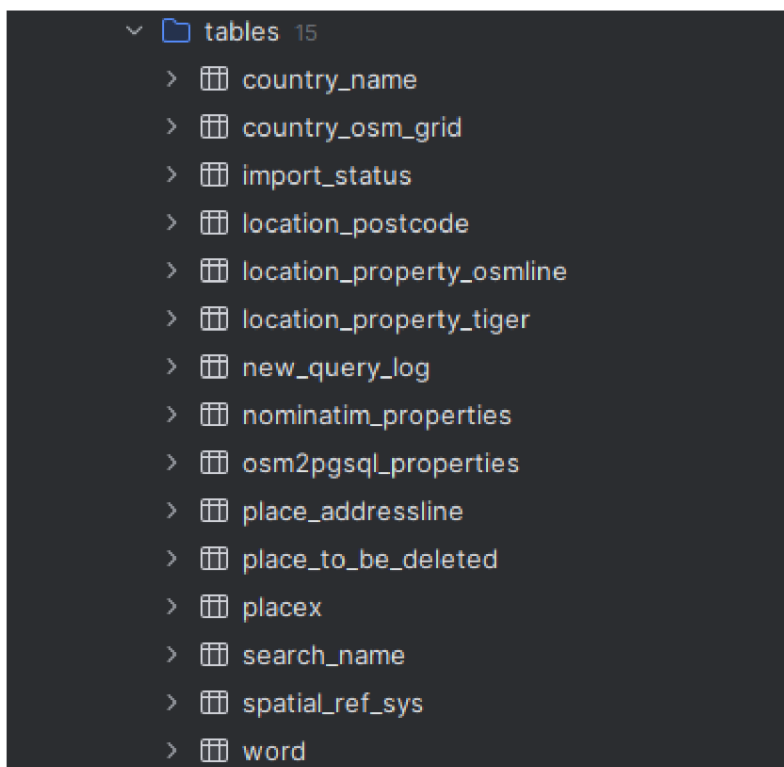 tables 15
country_name
country_osm_grid
import_status
location_postcode
location_property_osmline
location_property_tiger
new_query_log
nominatim_properties
osm2pgsql_properties
place_addressline
place_to_be_deleted
placex
search_name
spatial_ref_sys
word